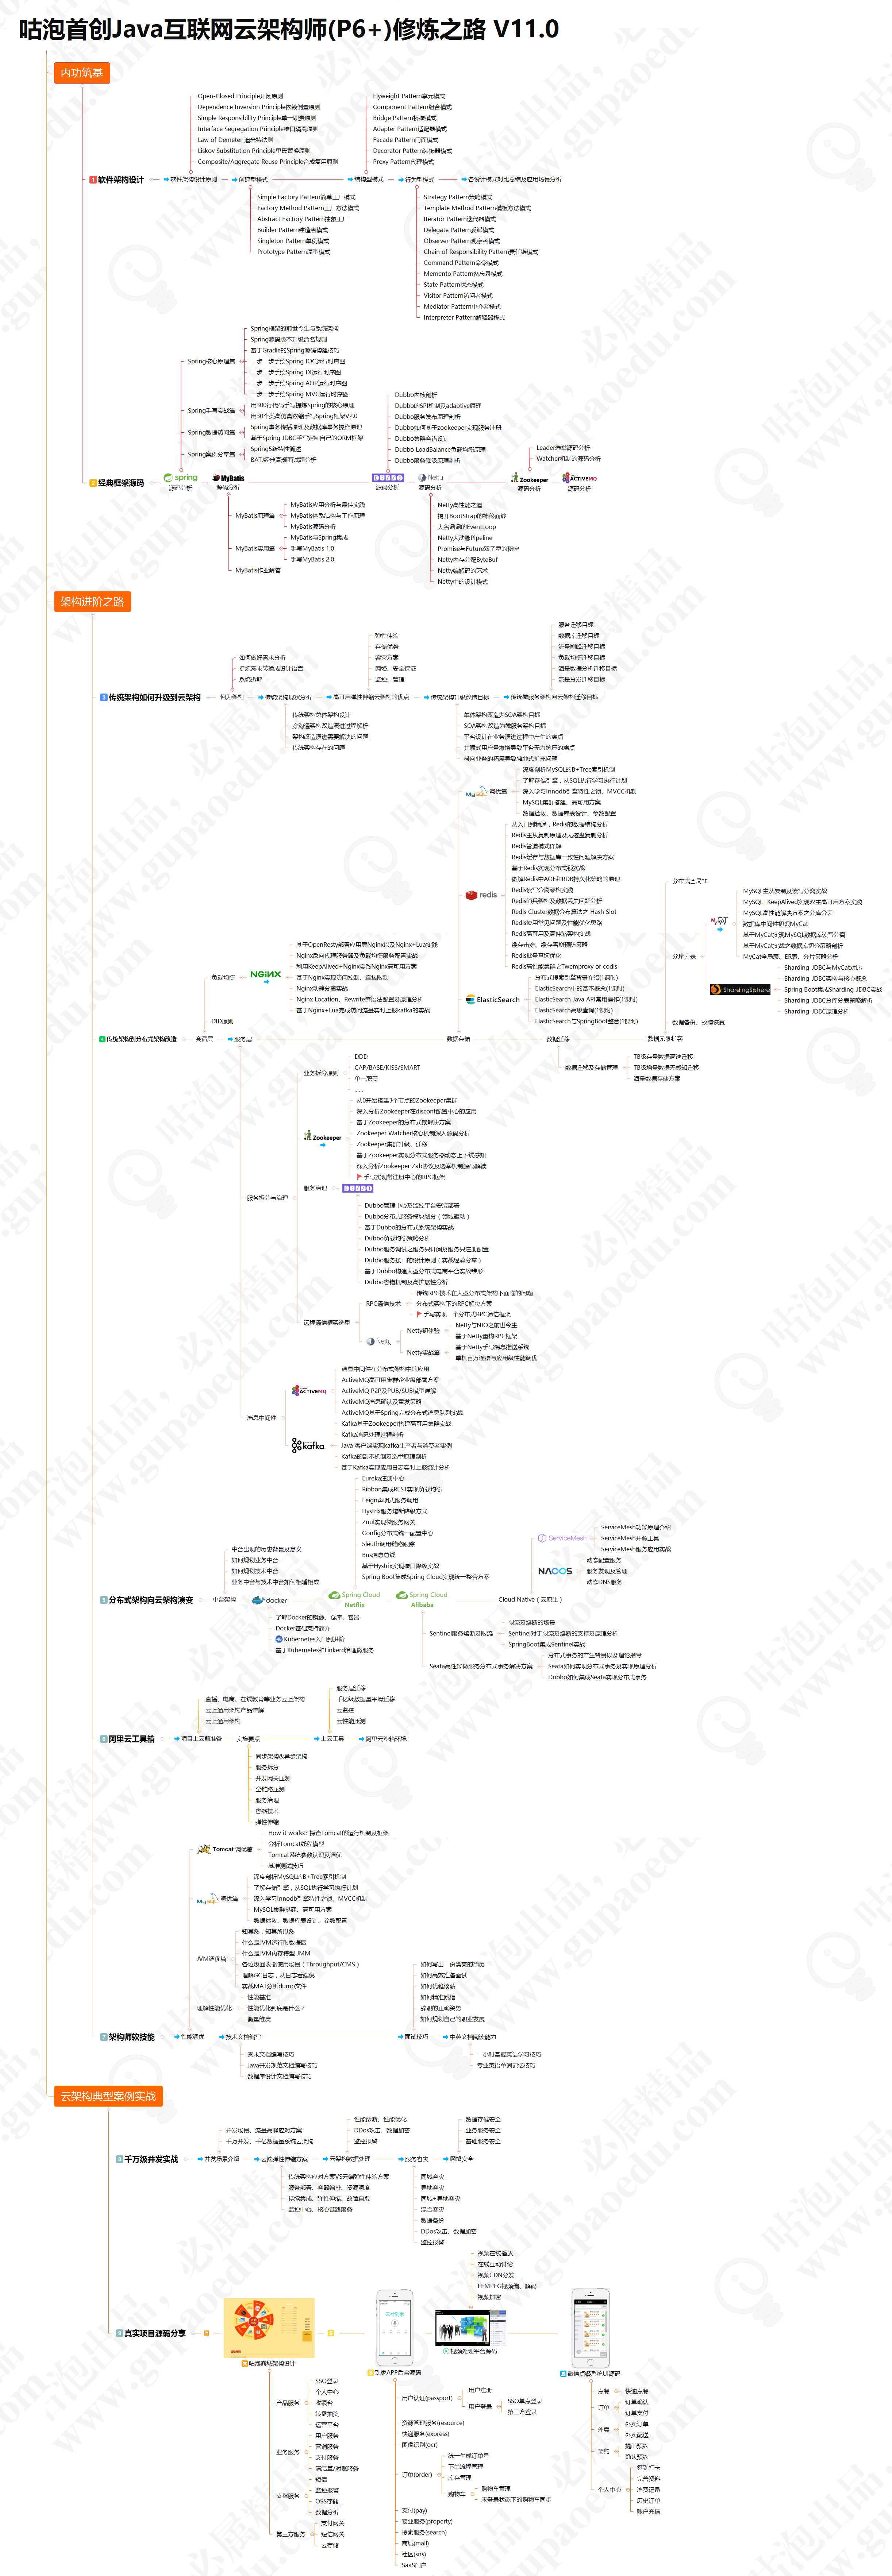 咕泡首创Java互联网云架构师(P6+)修炼之路 V11.0
内功筑基
Open-Closed Principle开闭原则
Dependence Inversion Principle依赖倒置原则
Simple Responsibility Principle单一职责原则
Interface Segregation Principle接口隔离原则
Law of Demeter 迪米特法则
Liskov Substitution Principle里氏替换原则
Composite/Aggregate Reuse Principle合成复用原则
Flyweight Pattern享元模式
Component Pattern组合模式
Bridge Pattern桥接模式
Adapter Pattern适配器模式
Facade Pattern门面模式
Decorator Pattern装饰器模式
Proxy Pattern代理模式
1 软件架构设计
软件架构设计原则
创建型模式
结构型模式
行为型模式
各设计模式对比总结及应用场景分析
Simple Factory Pattern简单工厂模式
Factory Method Pattern工厂方法模式
Abstract Factory Pattern抽象工厂
Builder Pattern建造者模式
Singleton Pattern单例模式
Prototype Pattern原型模式
Strategy Pattern策略模式
Template Method Pattern模板方法模式
Iterator Pattern迭代器模式
Delegate Pattern委派模式
Observer Pattern观察者模式
Chain of Responsibility Pattern责任链模式
Command Pattern命令模式
Memento Pattern备忘录模式
State Pattern状态模式
Visitor Pattern访问者模式
Mediator Pattern中介者模式
Interpreter Pattern解释器模式
Spring核心原理篇
Spring框架的前世今生与系统架构
Spring源码版本升级命名规则
基于Gradle的Spring源码构建技巧
一步一步手绘Spring IOC运行时序图
一步一步手绘Spring DI运行时序图
一步一步手绘Spring AOP运行时序图
一步一步手绘Spring MVC运行时序图
Spring手写实战篇
用300行代码手写提炼Spring的核心原理
用30个类高仿真浓缩手写Spring框架V2.0
Spring数据访问篇
Spring事务传播原理及数据库事务操作原理
基于Spring JDBC手写定制自己的ORM框架
Spring案例分享篇
Spring5新特性简述
BATJ经典高频面试题分析
Dubbo内核剖析
Dubbo的SPI机制及adaptive原理
Dubbo服务发布原理剖析
Dubbo如何基于zookeeper实现服务注册
Dubbo集群容错设计
Dubbo LoadBalance负载均衡原理
Dubbo服务降级原理剖析
Leader选举源码分析
Watcher机制的源码分析
2 经典框架源码
spring 源码分析
MyBatis 源码分析
DUBBO 源码分析
Netty 源码分析
Zookeeper 源码分析
ACTIVEMQ 源码分析
MyBatis原理篇
MyBatis应用分析与最佳实践
MyBatis体系结构与工作原理
MyBatis源码分析
MyBatis实用篇
MyBatis与Spring集成
手写MyBatis 1.0
手写MyBatis 2.0
MyBatis作业解答
Netty高性能之道
揭开BootStrap的神秘面纱
大名鼎鼎的EventLoop
Netty大动脉Pipeline
Promise与Future双子星的秘密
Netty内存分配ByteBuf
Netty编解码的艺术
Netty中的设计模式
架构进阶之路
如何做好需求分析
提炼需求转换成设计语言
系统拆解
弹性伸缩
存储优势
容灾方案
网络、安全保证
监控、管理
服务迁移目标
数据库迁移目标
流量削峰迁移目标
负载均衡迁移目标
海量数据分析迁移目标
流量分发迁移目标
3 传统架构如何升级到云架构
何为架构
传统架构现状分析
高可用弹性伸缩云架构的优点
传统架构升级改造目标
传统微服务架构向云架构迁移目标
传统架构总体架构设计
穿沟通架构改造演进过程解析
架构改造演进需要解决的问题
传统架构存在的问题
单体架构改造为SOA架构目标
SOA架构改造为微服务架构目标
平台设计在业务演进过程中产生的痛点
井喷式用户量爆增导致平台无力抗压的痛点
横向业务的拓展导致臃肿式扩充问题
MySQL 调优篇
深度剖析MySQL的B+Tree索引机制
了解存储引擎，从SQL执行学习执行计划
深入学习Innodb引擎特性之锁、MVCC机制
MySQL集群搭建、高可用方案
数据拯救、数据库表设计、参数配置
redis
从入门到精通，Redis的数据结构分析
Redis主从复制原理及无磁盘复制分析
Redis管道模式详解
Redis缓存与数据库一致性问题解决方案
基于Redis实现分布式锁实战
图解Redis中AOF和RDB持久化策略的原理
Redis读写分离架构实践
Redis哨兵架构及数据丢失问题分析
Redis Cluster数据分布算法之 Hash Slot
Redis使用常见问题及性能优化思路
Redis高可用及高伸缩架构实战
缓存击穿、缓存雪崩预防策略
Redis批量查询优化
Redis高性能集群之Twemproxy or codis
ElasticSearch
分布式搜索引擎背景介绍(1课时)
ElasticSearch中的基本概念(1课时)
ElasticSearch Java API常用操作(1课时)
ElasticSearch高级查询(1课时)
ElasticSearch与SpringBoot整合(1课时)
分布式全局ID
分库分表
MyCAT
MySQL主从复制及读写分离实战
MySQL+KeepAlived实现双主高可用方案实践
MySQL高性能解决方案之分库分表
数据库中间件初识MyCat
基于MyCat实现MySQL数据库读写分离
基于MyCat实战之数据库切分策略剖析
MyCat全局表、ER表、分片策略分析
ShardingSphere
Sharding-JDBC与MyCat对比
Sharding-JDBC架构与核心概念
Spring Boot集成Sharding-JDBC实战
Sharding-JDBC分库分表策略解析
Sharding-JDBC原理分析
数据备份、故障恢复
负载均衡
NGINX
基于OpenResty部署应用层Nginx以及Nginx+Lua实践
Nginx反向代理服务器及负载均衡服务配置实战
利用KeepAlived+Nginx实践Nginx高可用方案
基于Nginx实现访问控制、连接限制
Nginx动静分离实战
Nginx Location、Rewrite等语法配置及原理分析
基于Nginx+Lua完成访问流量实时上报kafka的实战
DID原则
4 传统架构到分布式架构改造
会话层
服务层
数据存储
数据迁移
数据无限扩容
数据迁移及存储管理
TB级存量数据高速迁移
TB级增量数据无感知迁移
海量数据存储方案
服务拆分与治理
业务拆分原则
DDD
CAP/BASE/KISS/SMART
单一职责
......
服务治理
Zookeeper
从0开始搭建3个节点的Zookeeper集群
深入分析Zookeeper在disconf配置中心的应用
基于Zookeeper的分布式锁解决方案
Zookeeper Watcher核心机制深入源码分析
Zookeeper集群升级、迁移
基于Zookeeper实现分布式服务器动态上下线感知
深入分析Zookeeper Zab协议及选举机制源码解读
手写实现带注册中心的RPC框架
DUBBO
Dubbo管理中心及监控平台安装部署
Dubbo分布式服务模块划分（领域驱动）
基于Dubbo的分布式系统架构实战
Dubbo负载均衡策略分析
Dubbo服务调试之服务只订阅及服务只注册配置
Dubbo服务接口的设计原则（实战经验分享）
基于Dubbo构建大型分布式电商平台实战雏形
Dubbo容错机制及高扩展性分析
远程通信框架选型
RPC通信技术
传统RPC技术在大型分布式架构下面临的问题
分布式架构下的RPC解决方案
手写实现一个分布式RPC通信框架
Netty
Netty初体验
Netty与NIO之前世今生
基于Netty重构RPC框架
Netty实战篇
基于Netty手写消息推送系统
单机百万连接与应用级性能调优
消息中间件
ACTIVEMQ
消息中间件在分布式架构中的应用
ActiveMQ高可用集群企业级部署方案
ActiveMQ P2P及PUB/SUB模型详解
ActiveMQ消息确认及重发策略
ActiveMQ基于Spring完成分布式消息队列实战
kafka
Kafka基于Zookeeper搭建高可用集群实战
Kafka消息处理过程剖析
Java 客户端实现kafka生产者与消费者实例
Kafka的副本机制及选举原理剖析
基于Kafka实现应用日志实时上报统计分析
Eureka注册中心
Ribbon集成REST实现负载均衡
Feign声明式服务调用
Hystrix服务熔断降级方式
Zuul实现微服务网关
Config分布式统一配置中心
Sleuth调用链路跟踪
Bus消息总线
基于Hystrix实现接口降级实战
Spring Boot集成Spring Cloud实现统一整合方案
中台出现的历史背景及意义
如何规划业务中台
如何规划技术中台
业务中台与技术中台如何相辅相成
ServiceMesh
ServiceMesh功能原理介绍
ServiceMesh开源工具
ServiceMesh服务应用实战
NACOS
动态配置服务
服务发现及管理
动态DNS服务
5 分布式架构向云架构演变
中台架构
docker
Spring Cloud Netflix
Spring Cloud Alibaba
Cloud Native（云原生）
了解Docker的镜像、仓库、容器
Docker基础支持简介
Kubernetes入门到进阶
基于Kubernetes和Linkerd治理微服务
Sentinel服务熔断及限流
限流及熔断的场景
Sentinel对于限流及熔断的支持及原理分析
SpringBoot集成Sentinel实战
Seata高性能微服务分布式事务解决方案
分布式事务的产生背景以及理论指导
Seata如何实现分布式事务及实现原理分析
Dubbo如何集成Seata实现分布式事务
直播、电商、在线教育等业务云上架构
云上通用架构产品详解
云上通用架构
服务层迁移
千亿级数据量平滑迁移
云监控
云性能压测
6 阿里云工具箱
项目上云前准备
实施要点
上云工具
阿里云沙箱环境
同步架构&异步架构
服务拆分
并发网关压测
全链路压测
服务治理
容器技术
弹性伸缩
Tomcat 调优篇
How it works? 探查Tomcat的运行机制及框架
分析Tomcat线程模型
Tomcat系统参数认识及调优
基准测试技巧
MySQL 调优篇
深度剖析MySQL的B+Tree索引机制
了解存储引擎，从SQL执行学习执行计划
深入学习Innodb引擎特性之锁、MVCC机制
MySQL集群搭建、高可用方案
数据拯救、数据库表设计、参数配置
JVM调优篇
知其然，知其所以然
什么是JVM运行时数据区
什么是JVM内存模型 JMM
各垃圾回收器使用场景（Throughput/CMS）
理解GC日志，从日志看端倪
实战MAT分析dump文件
理解性能优化
性能基准
性能优化到底是什么？
衡量维度
如何写出一份漂亮的简历
如何高效准备面试
如何优雅谈薪
如何精准跳槽
辞职的正确姿势
如何规划自己的职业发展
7 架构师软技能
性能调优
技术文档编写
面试技巧
中英文档阅读能力
需求文档编写技巧
Java开发规范文档编写技巧
数据库设计文档编写技巧
一小时掌握英语学习技巧
专业英语单词记忆技巧
云架构典型案例实战
并发场景、流量高峰应对方案
千万并发、千亿数据量系统云架构
性能诊断、性能优化
DDos攻击、数据加密
监控报警
数据存储安全
业务服务安全
基础服务安全
8 千万级并发实战
并发场景介绍
云端弹性伸缩方案
云架构数据处理
服务容灾
网络安全
传统架构应对方案VS云端弹性伸缩方案
服务部署、容器编排、资源调度
持续集成、弹性伸缩、故障自愈
监控中心、核心链路服务
同城容灾
异地容灾
同城+异地容灾
混合容灾
数据备份
DDos攻击、数据加密
监控报警
视频在线播放
在线互动讨论
视频CDN分发
FFMPEG视频编、解码
视频加密
9 真实项目源码分享
咕泡商城架构设计
到家APP后台源码
视频处理平台源码
微信点餐系统UI源码
产品服务
SSO登录
个人中心
收银台
转盘抽奖
运营平台
业务服务
用户服务
营销服务
支付服务
清结算/对账服务
支撑服务
短信
监控报警
OSS存储
数据分析
第三方服务
支付网关
短信网关
云存储
用户认证(passport)
用户注册
用户登录
SSO单点登录
第三方登录
资源管理服务(resource)
快递服务(express)
图像识别(ocr)
订单(order)
统一生成订单号
下单流程管理
库存管理
购物车
购物车管理
未登录状态下的购物车同步
支付(pay)
物业服务(property)
搜索服务(search)
商城(mall)
社区(sns)
SaaS门户
点餐
快速点餐
订单
订单确认
订单支付
外卖
外卖订单
外卖配送
预约
提前预约
确认预约
个人中心
签到打卡
完善资料
消费记录
历史订单
账户充值